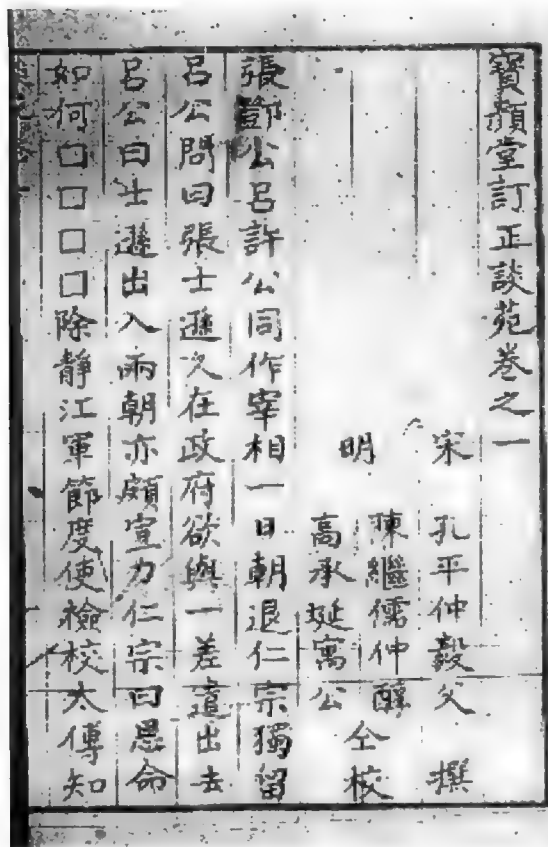 寶顏堂訂正談苑卷之一
宋 孔平仲毅父 撰
明 陳繼儒仲醇
高承埏寓公 仝校
張鄧公呂許公同作宰相一日朝退仁宗獨留
呂公問曰張士遜久在政府欲與一差遣出去
呂公曰士遜出入兩朝亦頗宣力仁宗曰恩命
如何口口口口除靜江軍節度使檢校太傅知